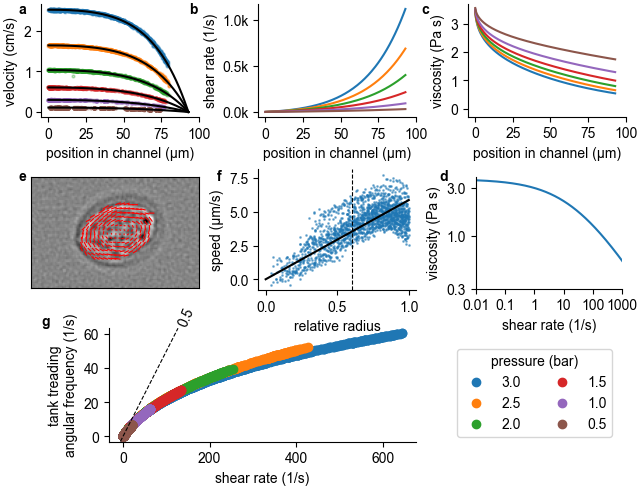 a
velocity (cm/s)
2
1
0
0
25
50
75
100
position in channel (μm)
b
shear rate (1/s)
1.0k
0.5k
0.0k
0
25
50
75
100
position in channel (μm)
c
viscosity (Pa s)
3
2
1
0
0
25
50
75
100
position in channel (μm)
e
f
speed (μm/s)
7.5
5.0
2.5
0.0
0.0
0.5
1.0
relative radius
d
viscosity (Pa s)
3.0
1.0
0.3
0.01
0.1
1
10
100
1000
shear rate (1/s)
g
tank treading
angular frequency (1/s)
60
40
20
0
0.5
0
200
400
600
shear rate (1/s)
pressure (bar)
3.0
1.5
2.5
1.0
2.0
0.5